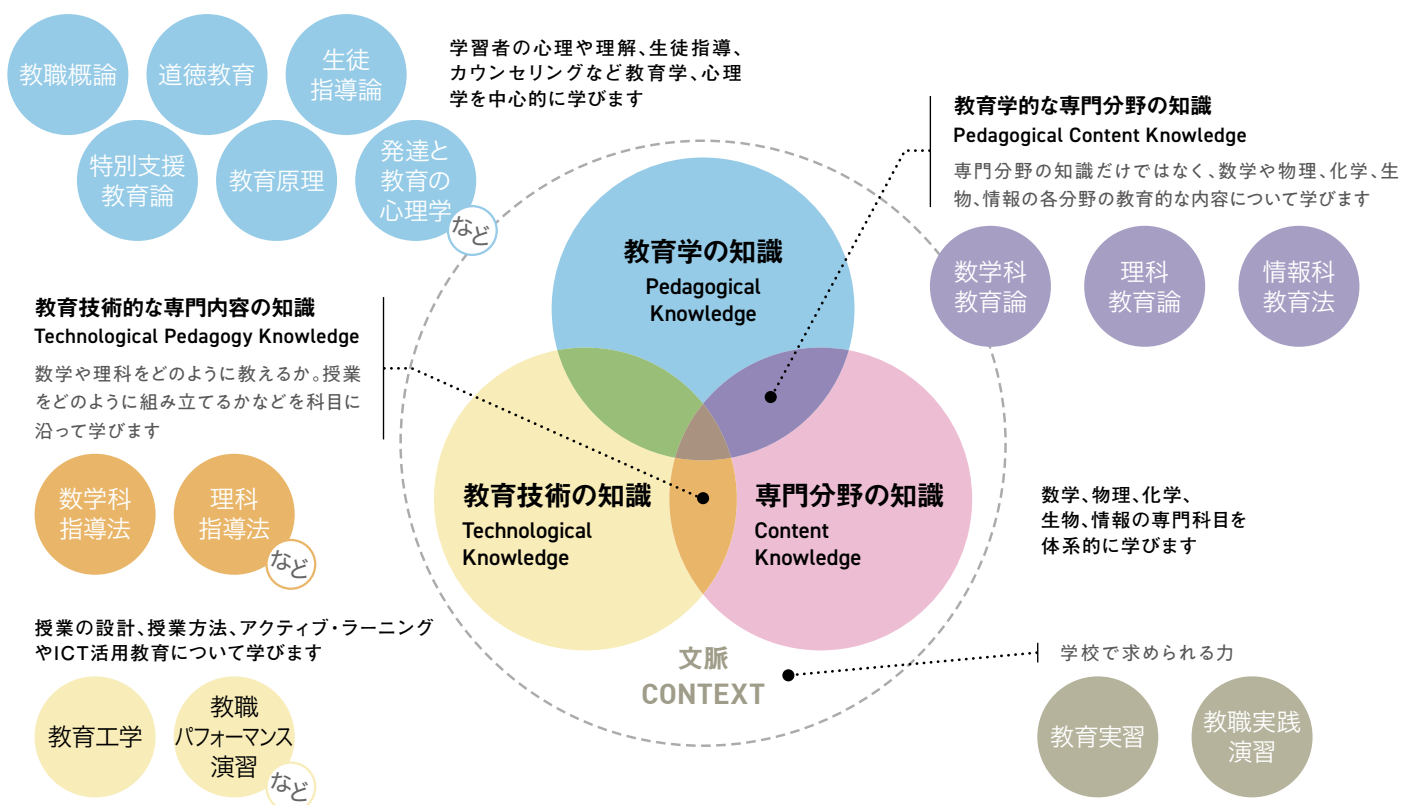 教職概論
道徳教育
生徒
指導論
特別支援
教育論
教育原理
発達と
教育の
心理学
など
学習者の心理や理解、生徒指導、
カウンセリングなど教育学、心理
学を中心的に学びます
教育学的な専門分野の知識
Pedagogical Content Knowledge
専門分野の知識だけではなく、数学や物理、化学、生
物、情報の各分野の教育的な内容について学びます
数学科
教育論
理科
教育論
情報科
教育法
教育学の知識
Pedagogical
Knowledge
教育技術的な専門内容の知識
Technological Pedagogy Knowledge
数学や理科をどのように教えるか。授業
をどのように組み立てるかなどを科目に
沿って学びます
数学科
指導法
理科
指導法
など
教育技術の知識
Technological
Knowledge
専門分野の知識
Content
Knowledge
数学、物理、化学、
生物、情報の専門科目を
体系的に学びます
授業の設計、授業方法、アクティブ・ラーニング
やICT活用教育について学びます
教育工学
教職
パフォーマンス
演習
など
文脈
CONTEXT
学校で求められる力
教育実習
教職実践
演習